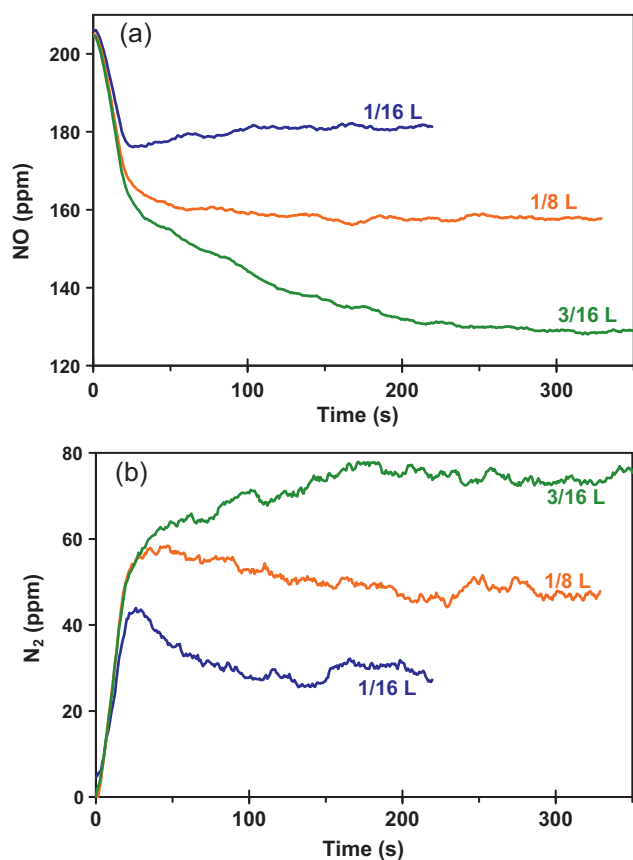 (a)
200
180
160
140
120
NO (ppm)
1/16 L
1/8 L
3/16 L
0 100 200 300
Time (s)
(b)
80
60
40
20
0
N₂ (ppm)
3/16 L
1/8 L
1/16 L
0 100 200 300
Time (s)